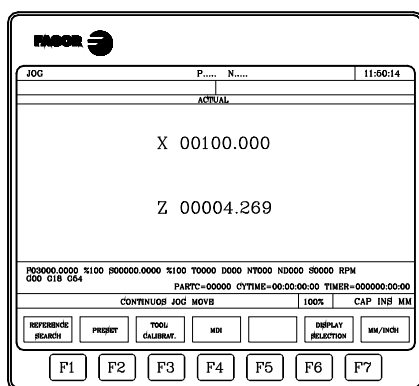 FAGOR
JOG P..... N..... 11:50:14
ACTUAL
X 00100.000
Z 00004.269
F03000.0000 %100 S00000.0000 %100 T0000 D000 NT000 ND000 S0000 RPM
G00 G18 G54
PARTC=00000 CYTIME=00:00:00:00 TIMER=000000:00:00
CONTINUOS JOG MOVE 100% CAP INS MM
REFERENCE SEARCH PRESET TOOL CALIBRAT. MDI DISPLAY SELECTION MM/INCH
F1 F2 F3 F4 F5 F6 F7